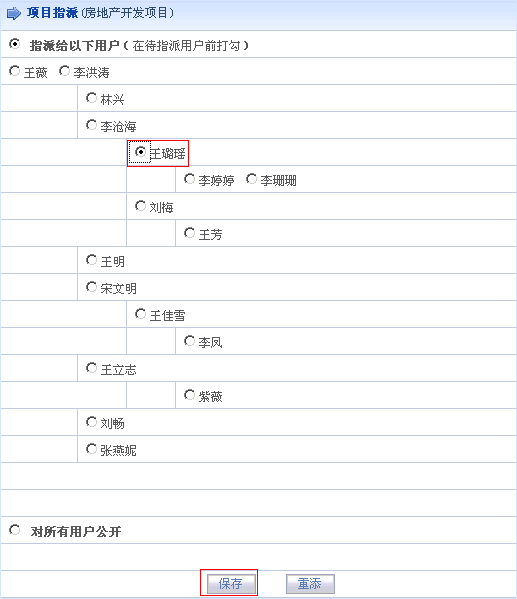 项目指派 (房地产开发项目)
指派给以下用户 ( 在待指派用户前打勾 )
王薇 李洪涛
林兴
李沧海
王璐瑶
李婷婷 李珊珊
刘梅
王芳
王明
宋文明
王佳雪
李凤
王立志
紫薇
刘畅
张燕妮
对所有用户公开
保存 重添